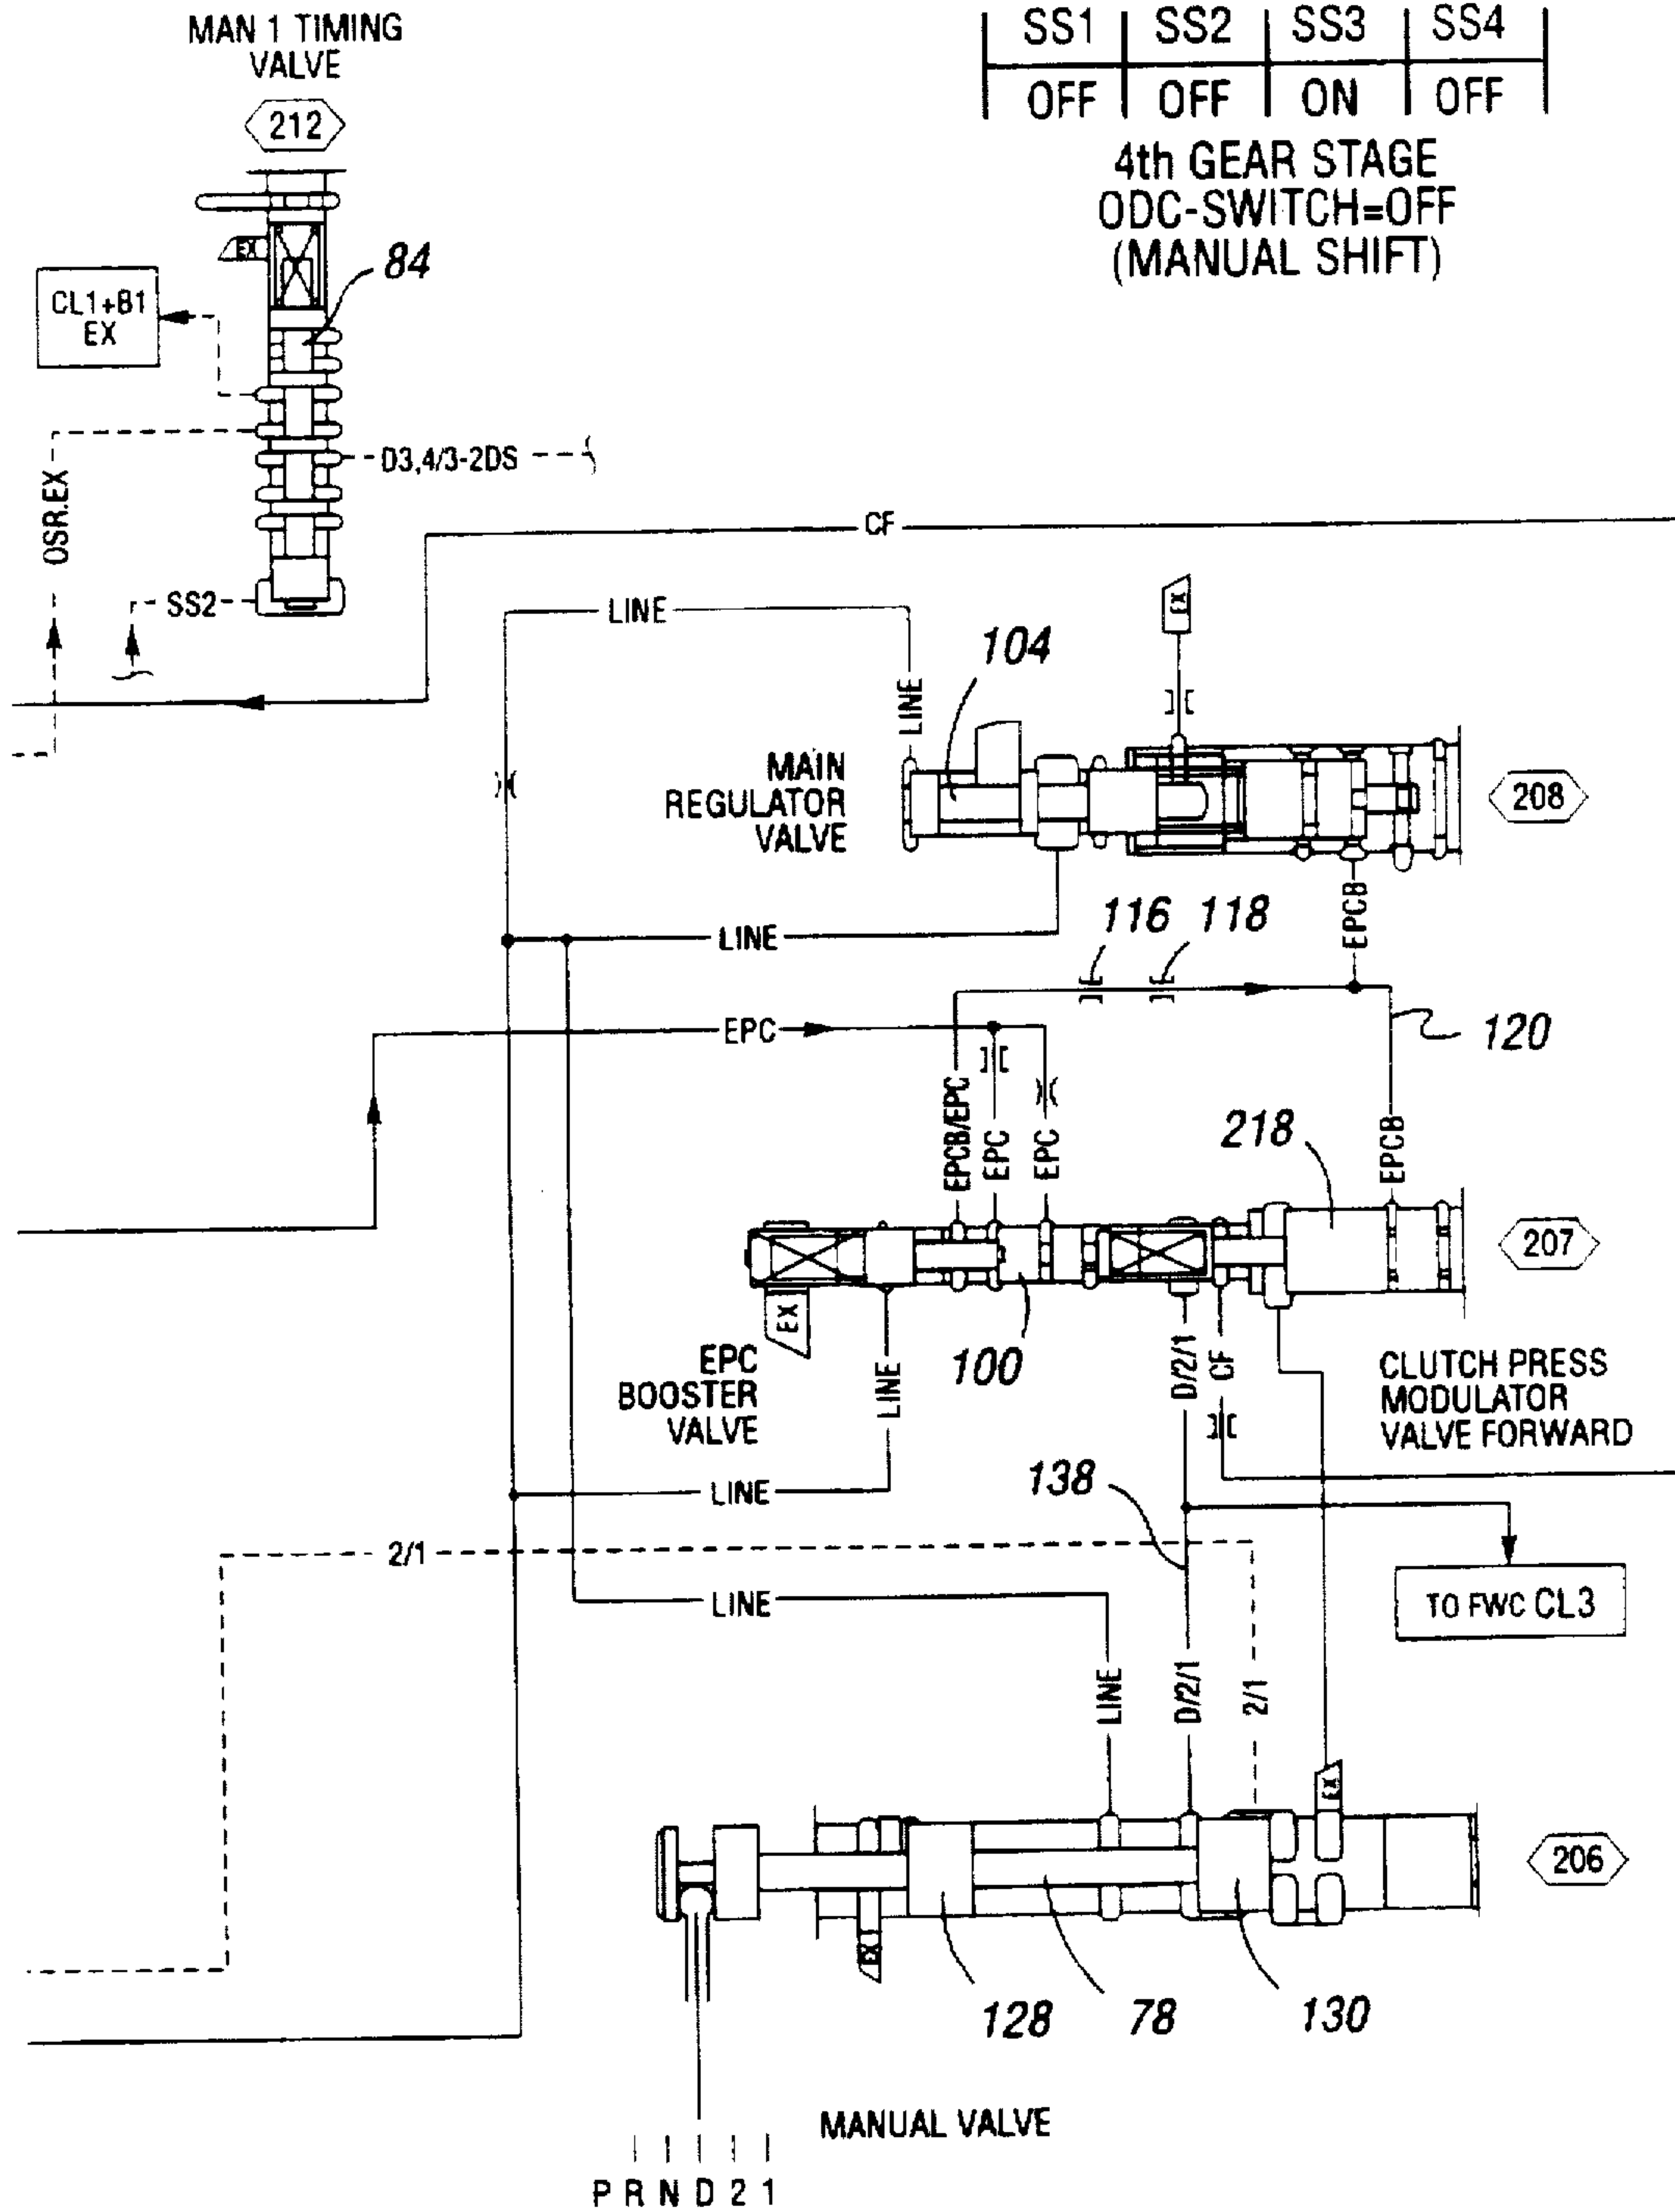 MAN 1 TIMING
VALVE
212
SS1 SS2 SS3 SS4
OFF OFF ON OFF
4th GEAR STAGE
ODC-SWITCH=OFF
(MANUAL SHIFT)
EX
84
CL1+B1
EX
OSR.EX
D3,4/3-2DS
SS2
CF
LINE
EX
104
LINE
MAIN
REGULATOR
VALVE
208
LINE
116 118
EPCB
EPC
120
EPCB/EPC
EPC
EPC
218
EPCB
207
EX
EPC
BOOSTER
VALVE
LINE
100
D/2/1
CF
CLUTCH PRESS
MODULATOR
VALVE FORWARD
LINE
138
2/1
LINE
TO FWC CL3
LINE
D/2/1
2/1
EX
206
EX
128 78 130
MANUAL VALVE
P R N D 2 1